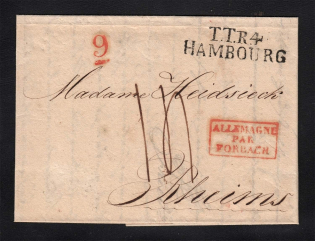 9
T.T.R.4.
HAMBOURG
Madame Heidsieck
ALLEMAGNE
PAR
FORBACH
Rheims